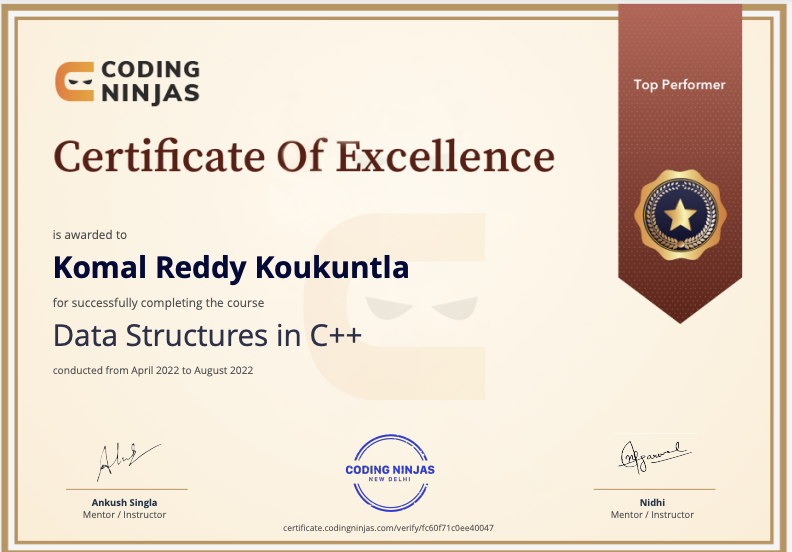 CODING
NINJAS
Top Performer
Certificate Of Excellence
is awarded to
Komal Reddy Koukuntla
for successfully completing the course
Data Structures in C++
conducted from April 2022 to August 2022
CODING NINJAS
NEW DELHI
Ankush Singla
Mentor / Instructor
Nidhi
Mentor / Instructor
certificate.codingninjas.com/verify/fc60f71c0ee40047